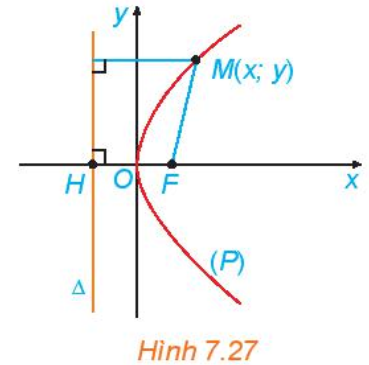 y
M(x; y)
H
O
F
x
(P)
Δ
Hình 7.27